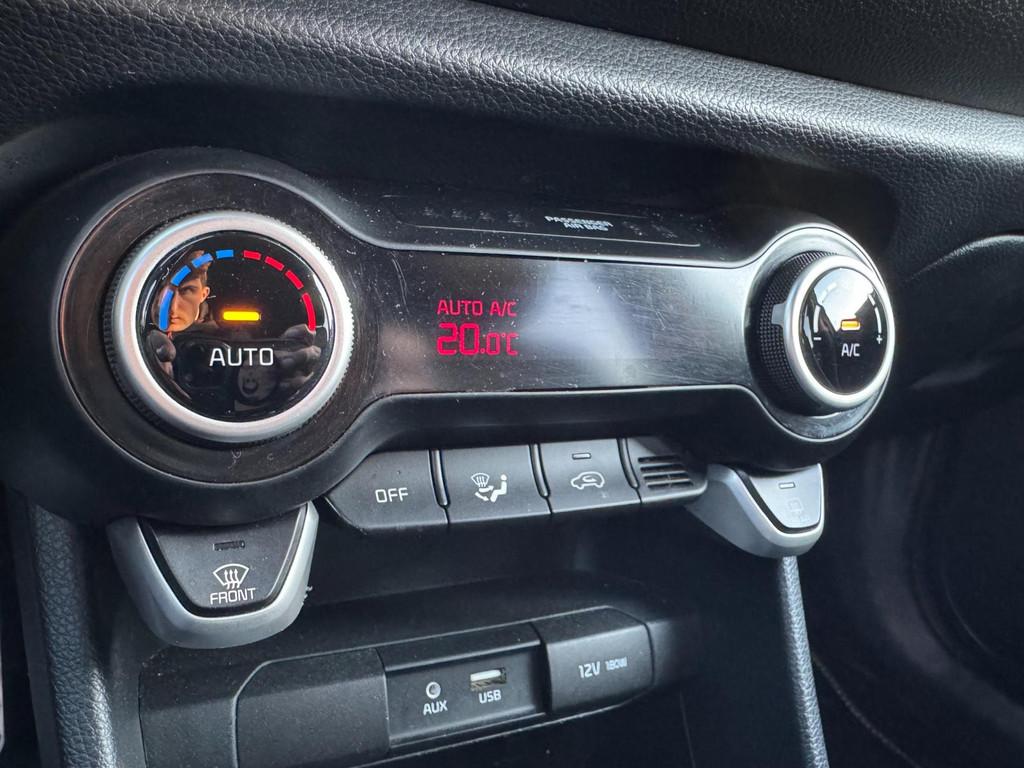 PASSENGER
AIR BAG
AUTO A/C
20.0°C
AUTO
- +
A/C
OFF
FRONT
AUX
USB
12V 180W